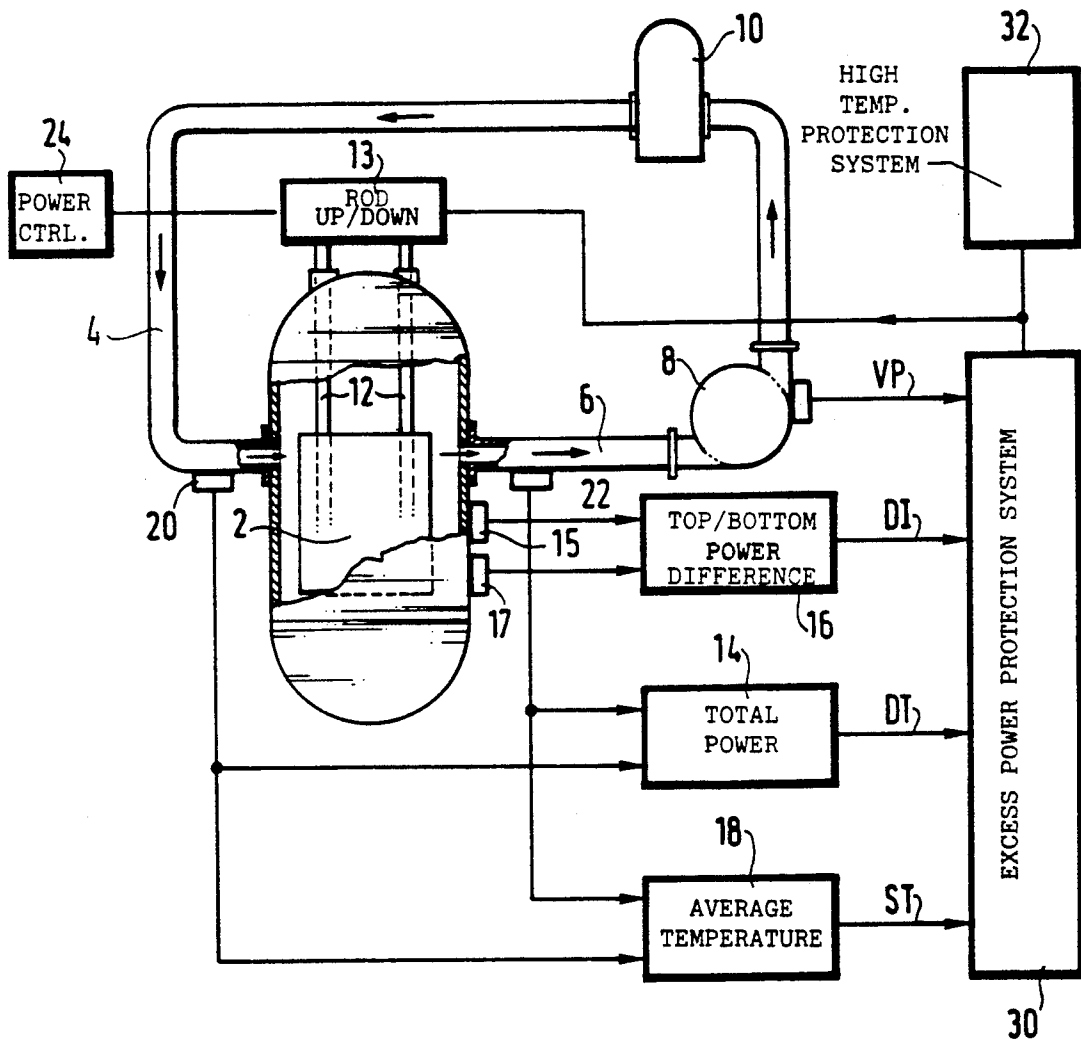 10
32
HIGH
TEMP.
PROTECTION
SYSTEM
24
POWER
CTRL.
13
ROD
UP/DOWN
4
8
VP
12
6
20
2
22
15
17
TOP/BOTTOM
POWER
DIFFERENCE
16
DI
14
TOTAL
POWER
DT
18
AVERAGE
TEMPERATURE
ST
EXCESS POWER PROTECTION SYSTEM
30